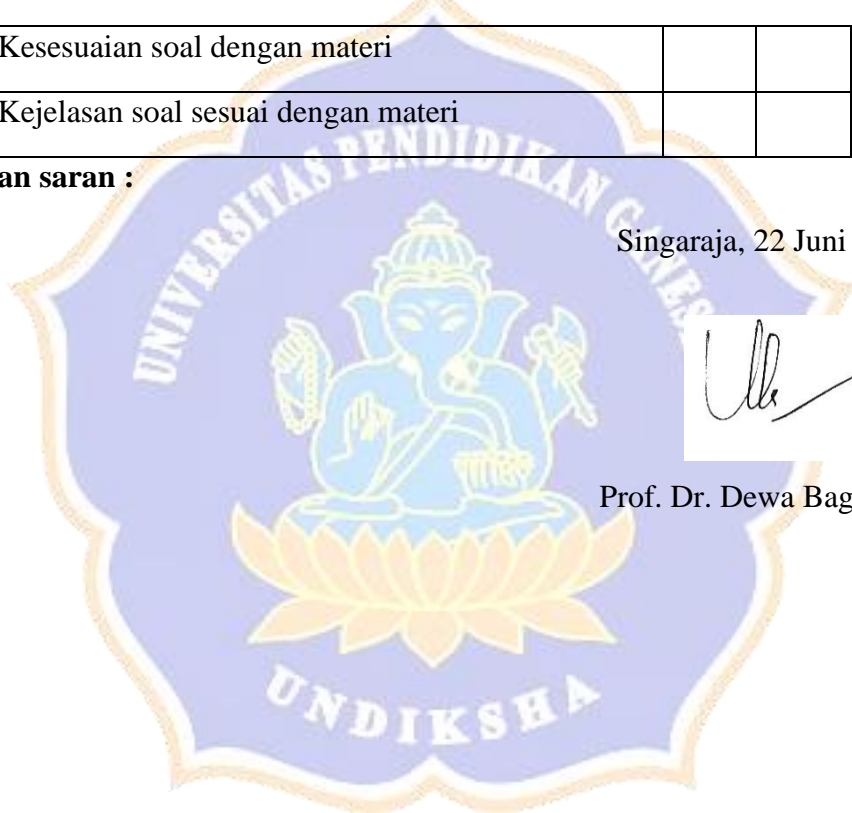 Kesesuaian soal dengan materi
Kejelasan soal sesuai dengan materi
an saran :
UNIVERSITAS PENDIDIKAN GANES
Singaraja, 22 Juni
Prof. Dr. Dewa Bag
UNDIKSHA